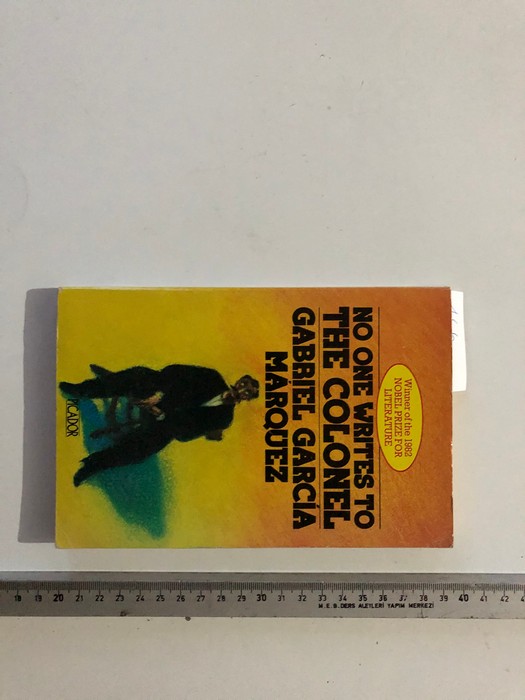 Winner of the 1982
NOBEL PRIZE FOR
LITERATURE
NO ONE WRITES TO
THE COLONEL
GABRIEL GARCÍA
MÁRQUEZ
PICADOR
18 19 20 21 22 23 24 25 26 27 28 29 30 31 32 33 34 35 36 37 38 39 40 41 42
M.E.B. DERS ALETLERİ YAPIM MERKEZİ